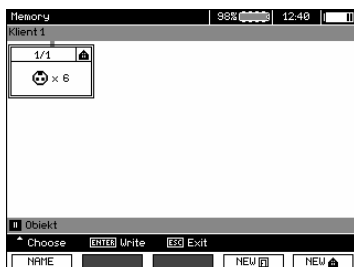 Memory 98% 12:40
Klient 1
1/1
x 6
Obiekt
Choose ENTER Write ESC Exit
NAME NEW NEW